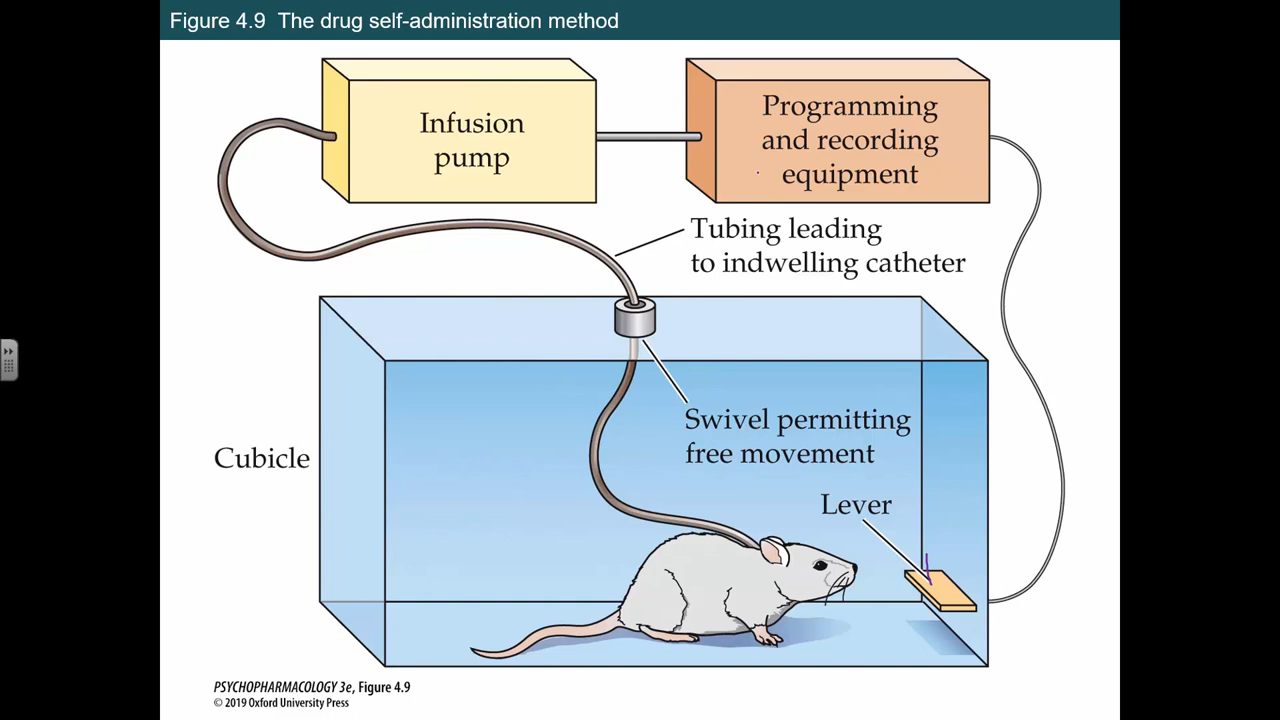 Figure 4.9  The drug self-administration method
Infusion
pump
Programming
and recording
equipment
Tubing leading
to indwelling catheter
Swivel permitting
free movement
Cubicle
Lever
PSYCHOPHARMACOLOGY 3e, Figure 4.9
© 2019 Oxford University Press